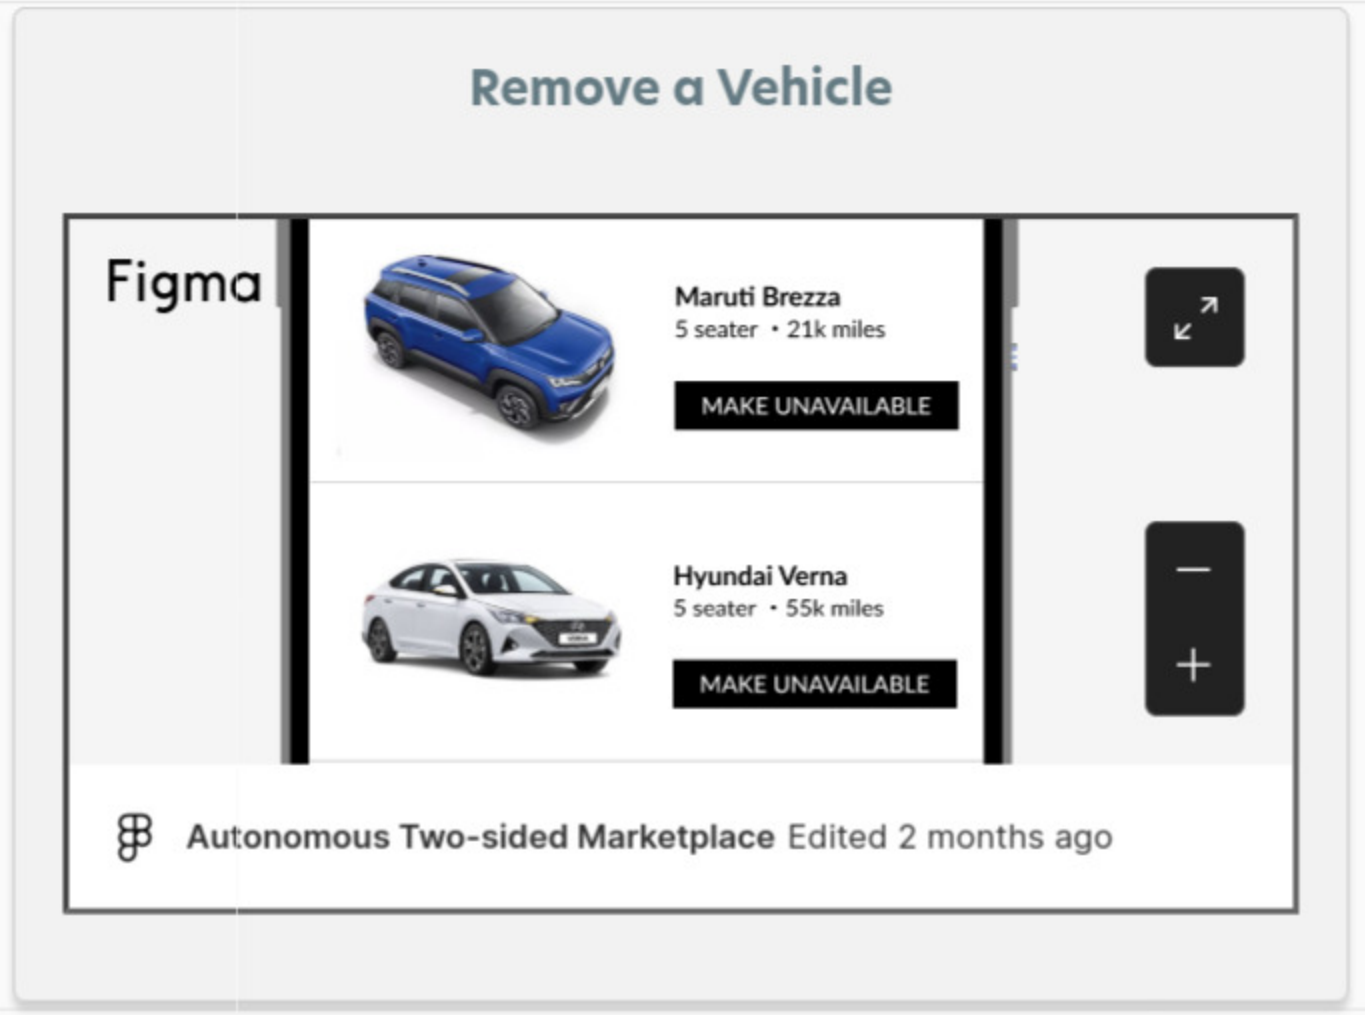 Remove a Vehicle
Figma
Maruti Brezza
5 seater • 21k miles
MAKE UNAVAILABLE
Hyundai Verna
5 seater • 55k miles
MAKE UNAVAILABLE
Autonomous Two-sided Marketplace Edited 2 months ago